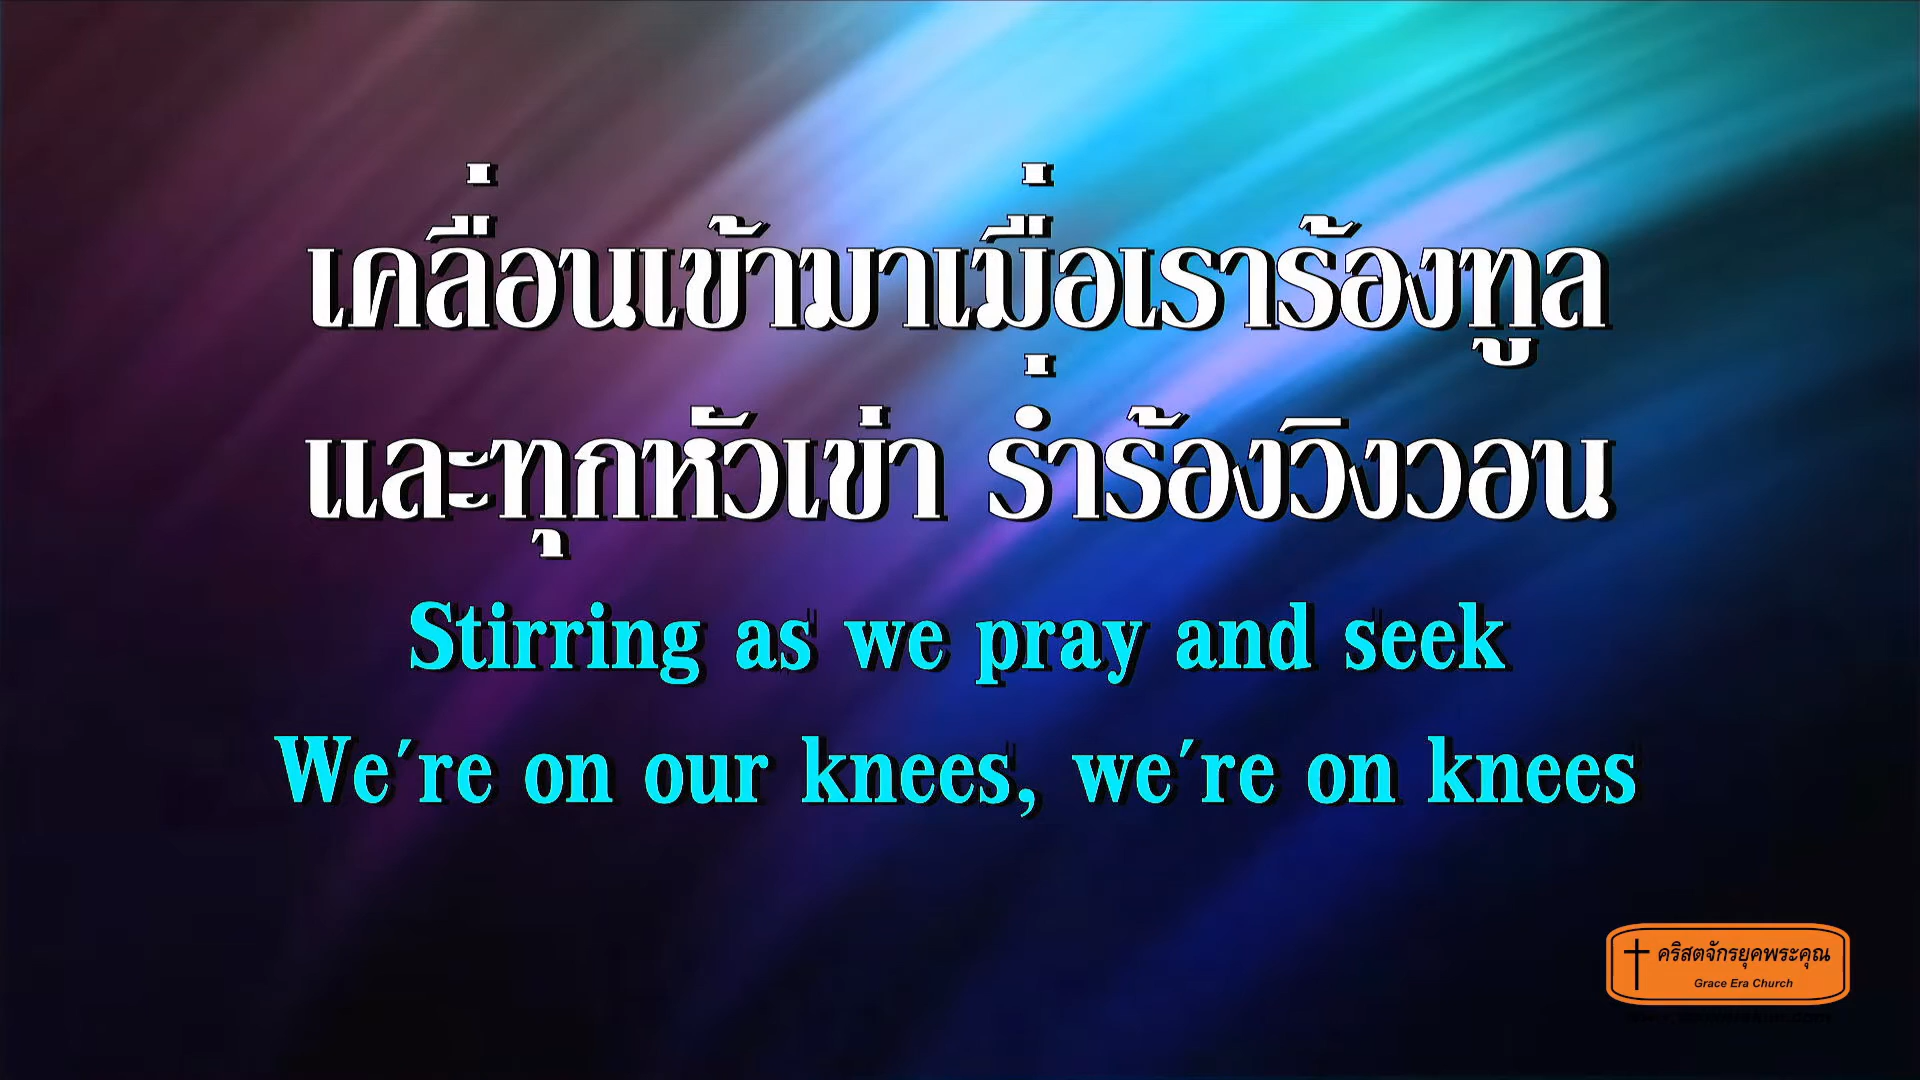 เคลื่อนเข้ามาเมื่อเราร้องทูล
และทุกหัวเข่า ร่ำร้องวิงวอน
Stirring as we pray and seek
We´re on our knees, we´re on knees
คริสตจักรยุคพระคุณ
Grace Era Church